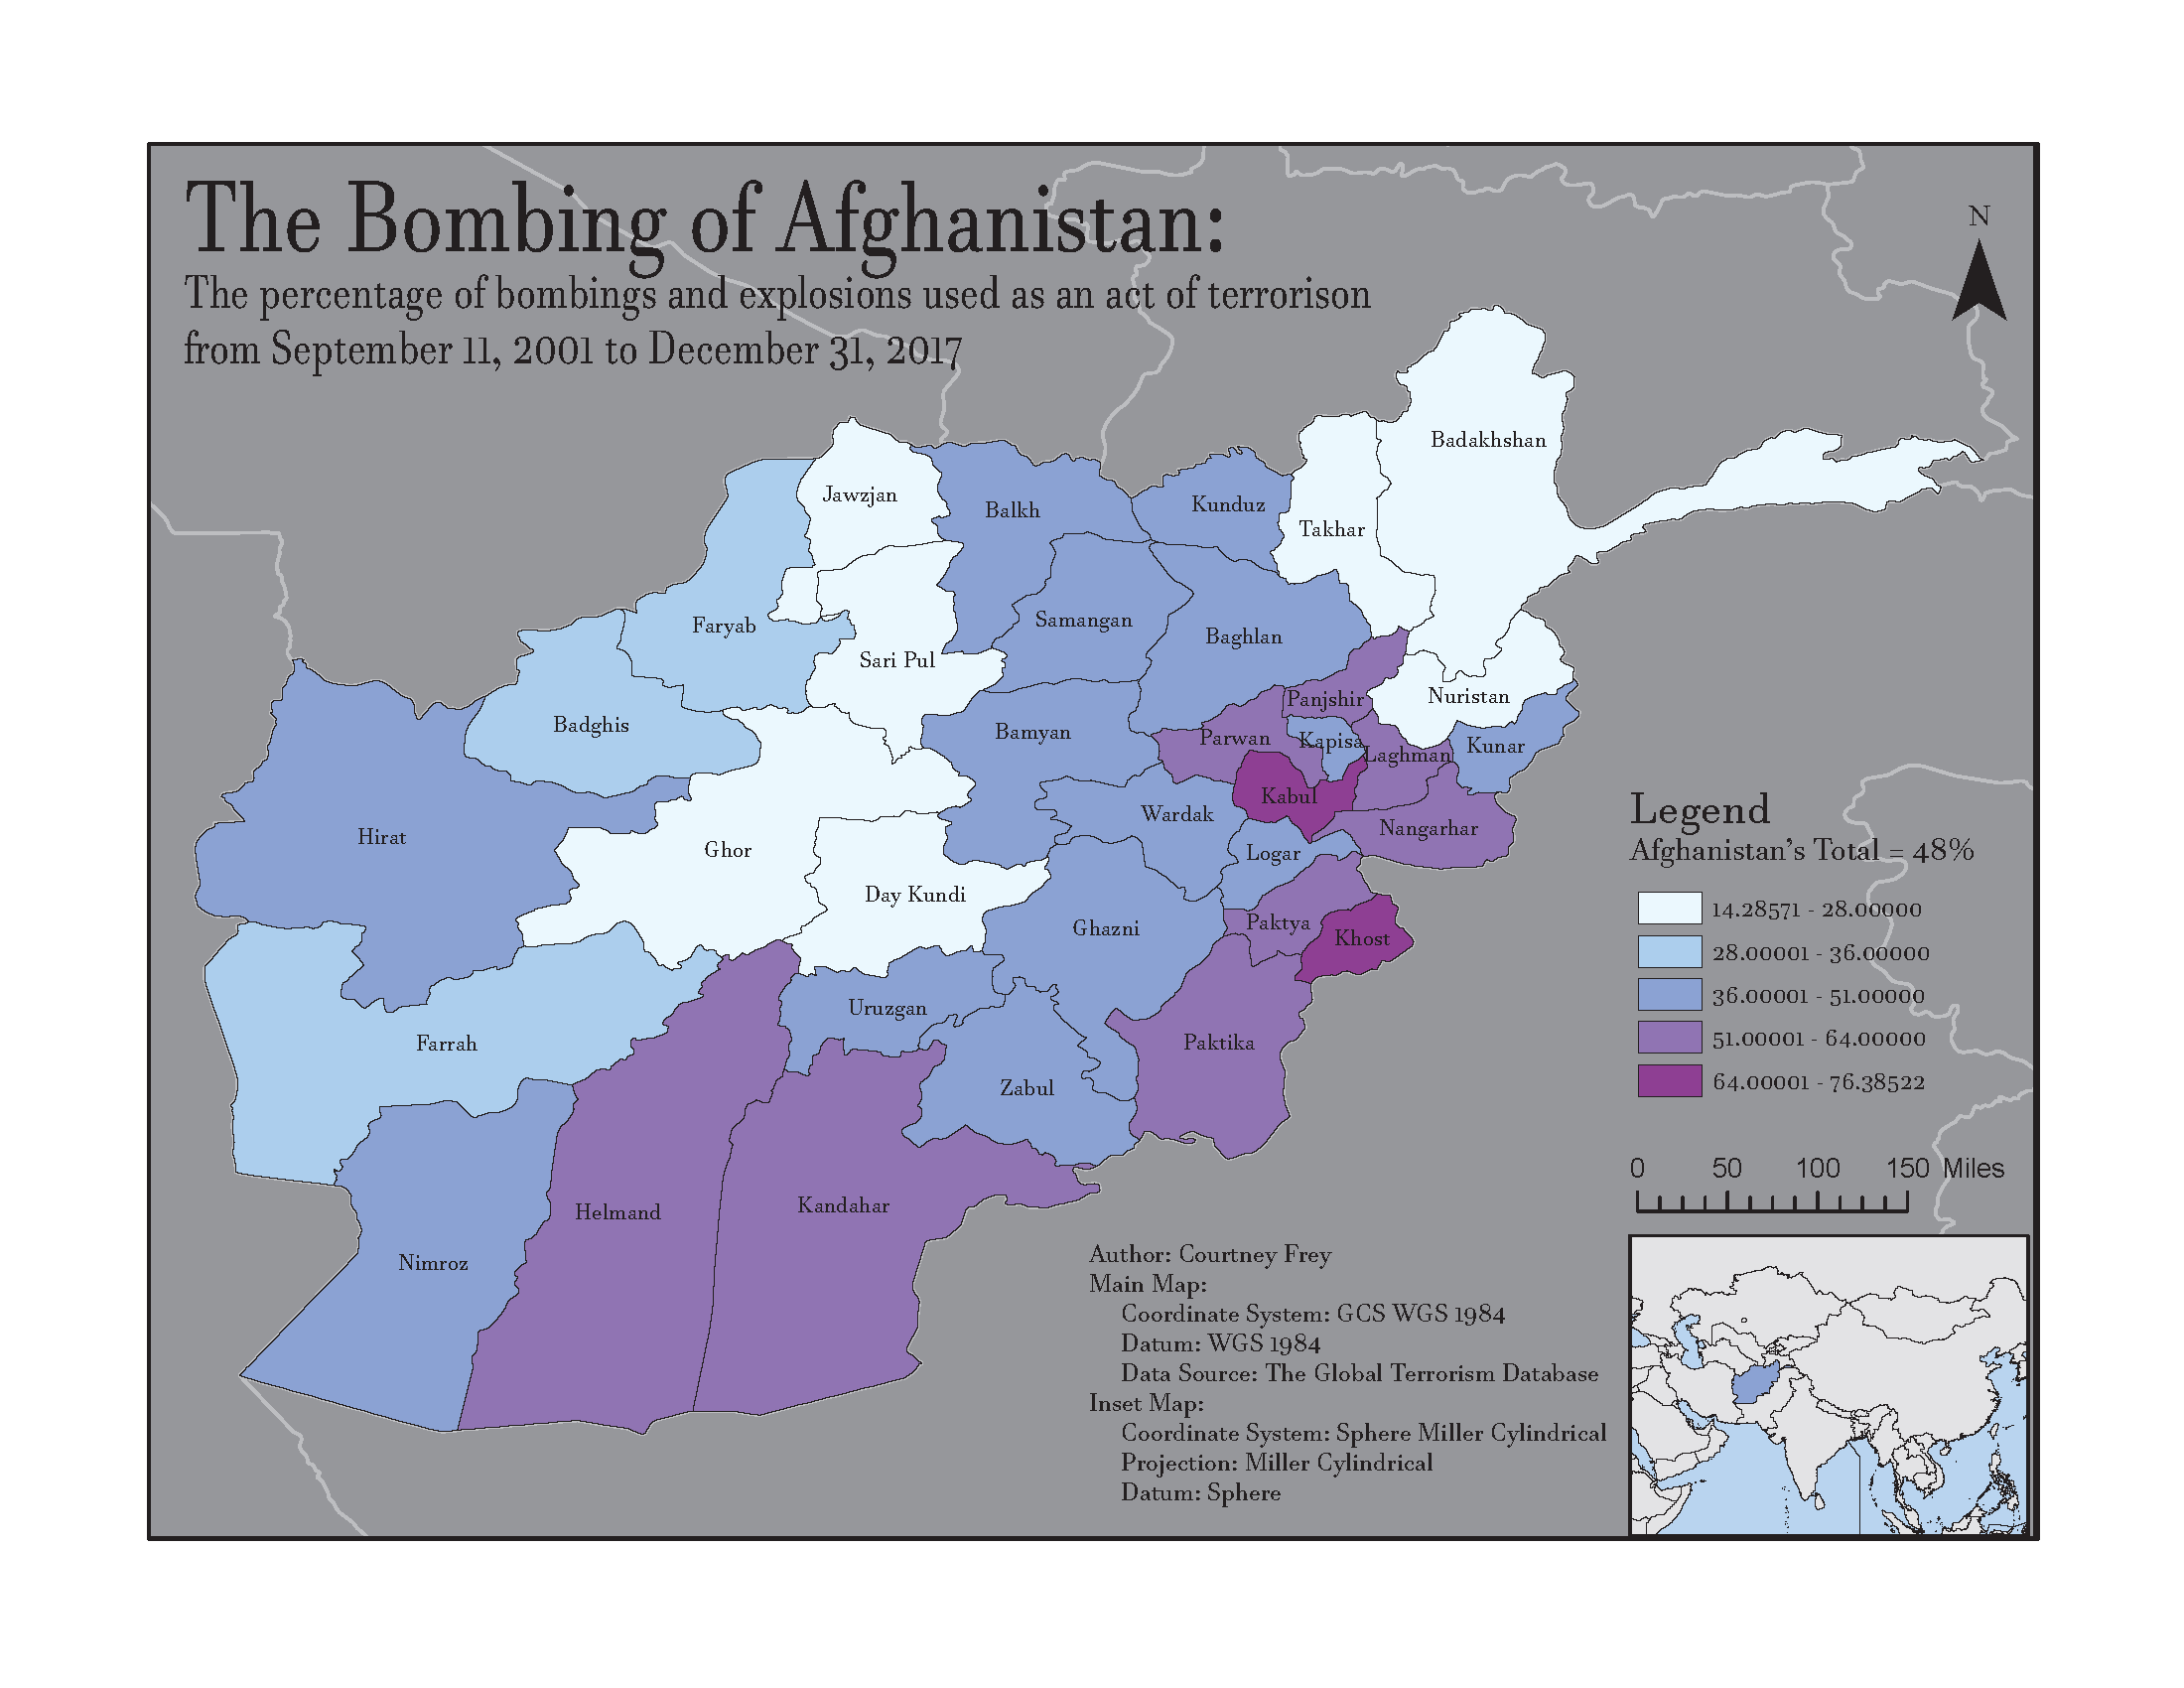 The Bombing of Afghanistan:
The percentage of bombings and explosions used as an act of terrorison
from September 11, 2001 to December 31, 2017
N
Badakhshan
Jawzjan
Balkh
Kunduz
Takhar
Faryab
Samangan
Baghlan
Sari Pul
Badghis
Bamyan
Panjshir
Nuristan
Parwan
Kapisa
Laghman
Kunar
Kabul
Hirat
Ghor
Wardak
Nangarhar
Logar
Day Kundi
Ghazni
Paktya
Khost
Uruzgan
Farrah
Paktika
Zabul
Helmand
Kandahar
Nimroz
Legend
Afghanistan's Total = 48%
14.28571 - 28.00000
28.00001 - 36.00000
36.00001 - 51.00000
51.00001 - 64.00000
64.00001 - 76.38522
0 50 100 150 Miles
Author: Courtney Frey
Main Map:
Coordinate System: GCS WGS 1984
Datum: WGS 1984
Data Source: The Global Terrorism Database
Inset Map:
Coordinate System: Sphere Miller Cylindrical
Projection: Miller Cylindrical
Datum: Sphere